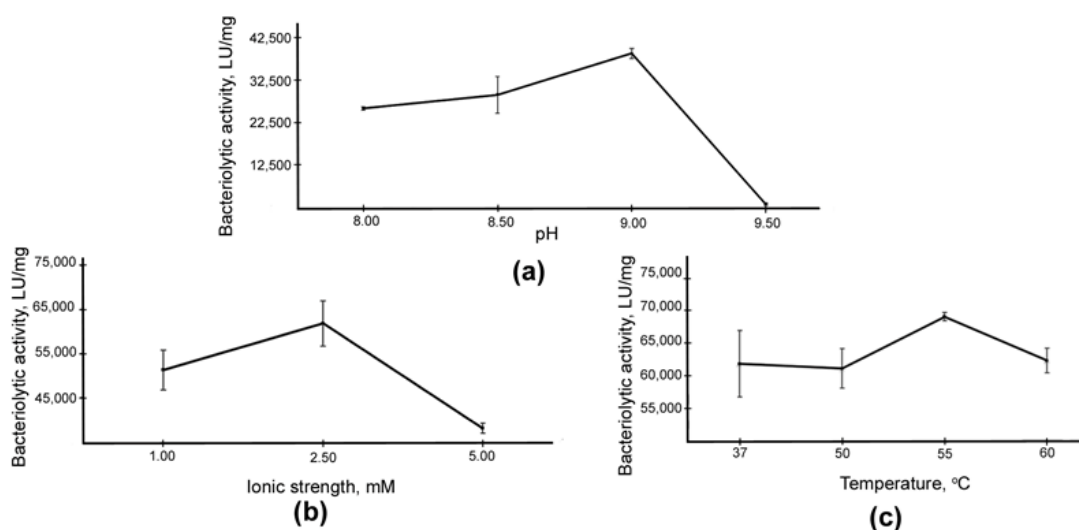 Bacteriolytic activity, LU/mg
42,500
32,500
22,500
12,500
8.00 8.50 9.00 9.50
pH
(a)
Bacteriolytic activity, LU/mg
75,000
65,000
55,000
45,000
1.00 2.50 5.00
Ionic strength, mM
(b)
Bacteriolytic activity, LU/mg
75,000
70,000
65,000
60,000
55,000
37 50 55 60
Temperature, °C
(c)